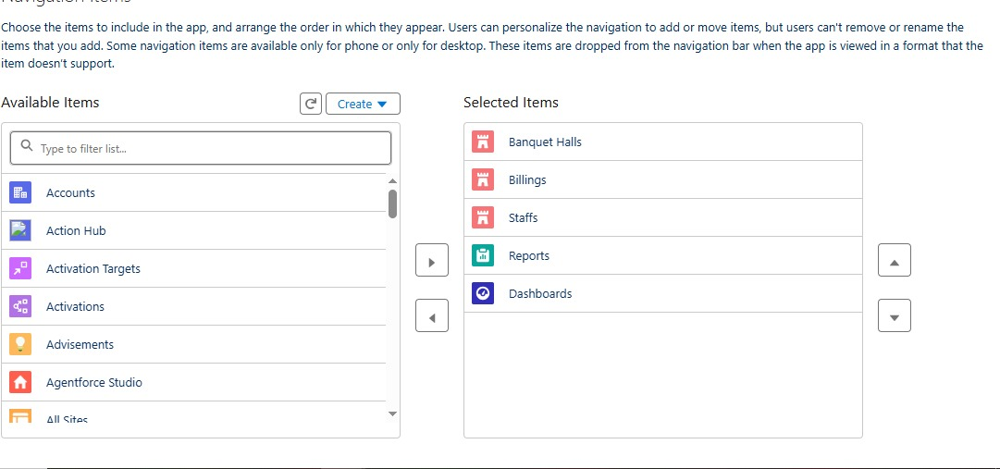 Navigation Items
Choose the items to include in the app, and arrange the order in which they appear. Users can personalize the navigation to add or move items, but users can't remove or rename the
items that you add. Some navigation items are available only for phone or only for desktop. These items are dropped from the navigation bar when the app is viewed in a format that the
item doesn't support.
Available Items
Create
Selected Items
Type to filter list...
Accounts
Action Hub
Activation Targets
Activations
Advisements
Agentforce Studio
All Sites
Banquet Halls
Billings
Staffs
Reports
Dashboards